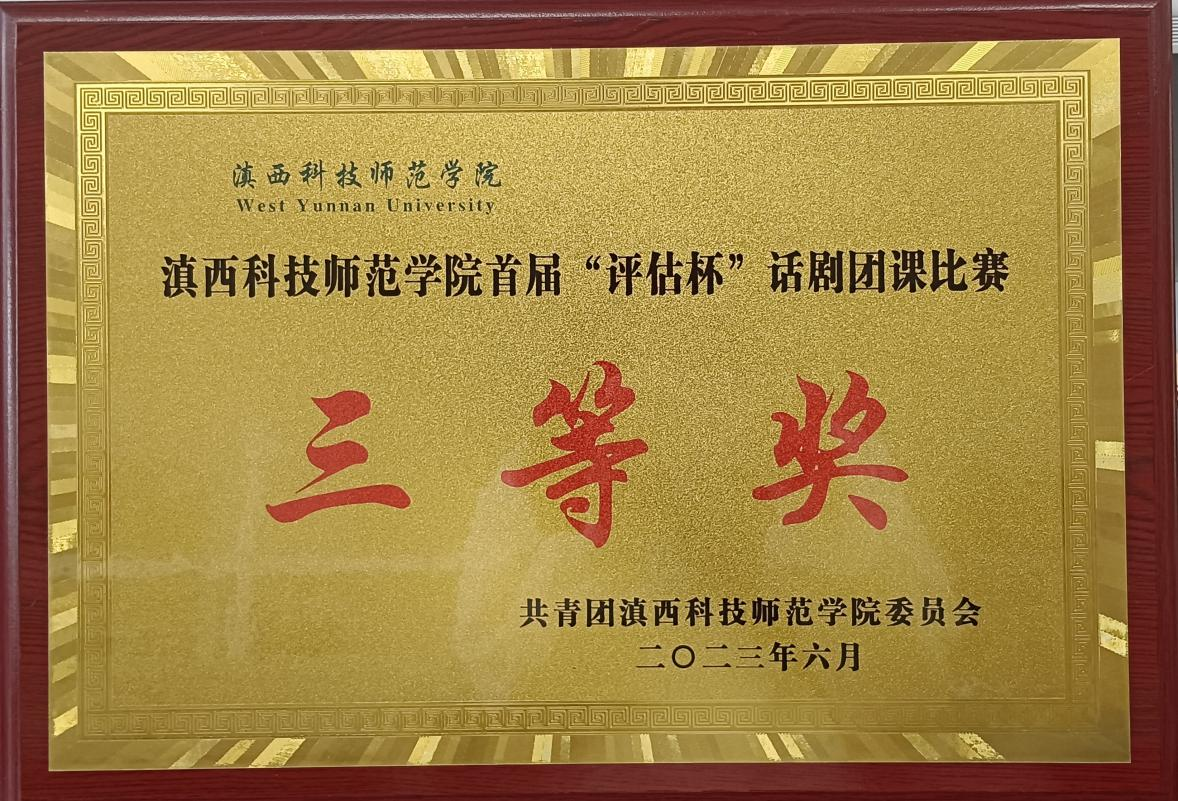 滇西科技师范学院
West Yunnan University
滇西科技师范学院首届“评估杯”话剧团课比赛
三等奖
共青团滇西科技师范学院委员会
二〇二三年六月